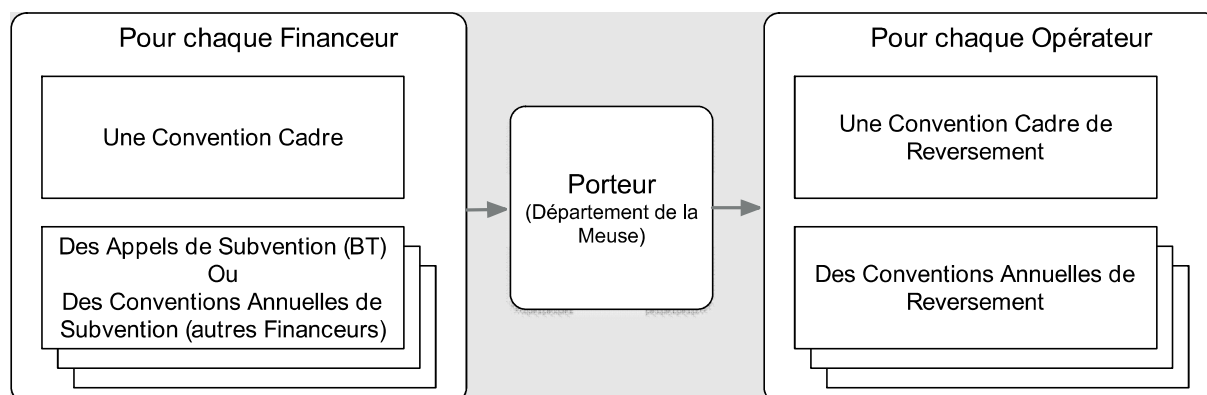 Pour chaque Financeur
Une Convention Cadre
Des Appels de Subvention (BT)
Ou
Des Conventions Annuelles de
Subvention (autres Financeurs)
Porteur
(Département de la
Meuse)
Pour chaque Opérateur
Une Convention Cadre de
Reversement
Des Conventions Annuelles de
Reversement